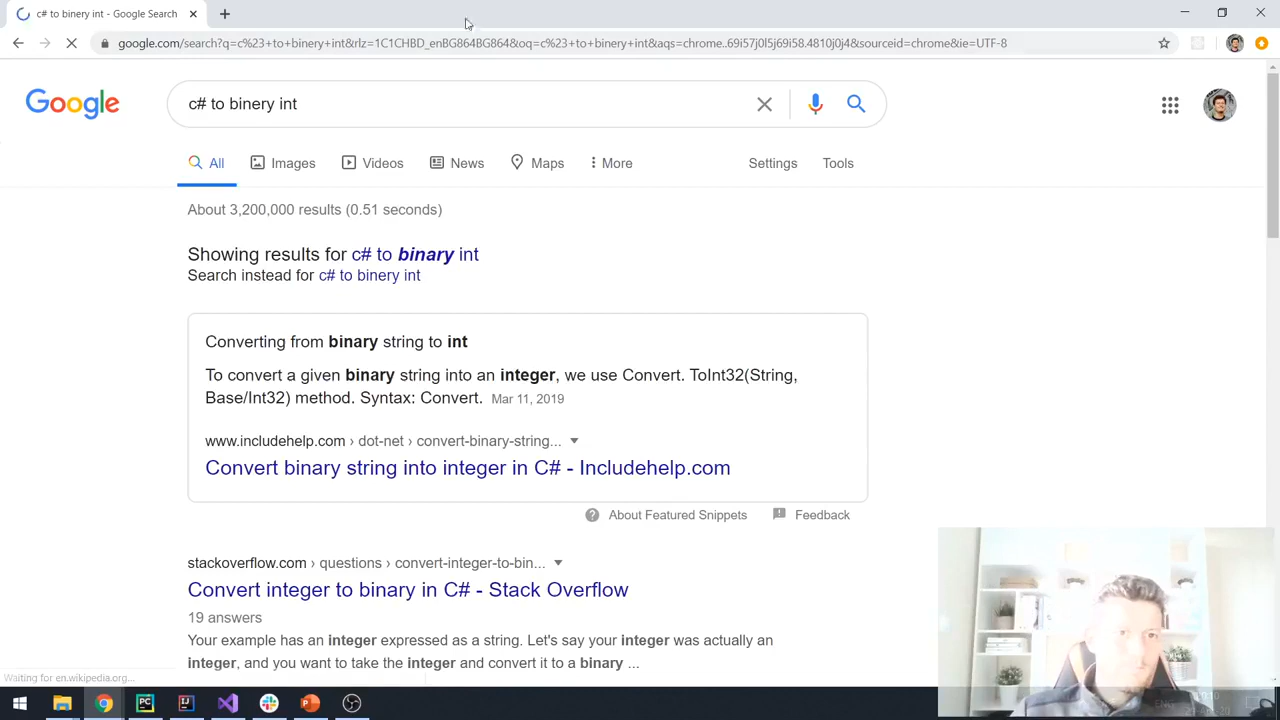 c# to binery int - Google Search
google.com/search?q=c%23+to+binery+int&rlz=1C1CHBD_enBG864BG864&oq=c%23+to+binery+int&aqs=chrome..69i57j0l5j69i58.4810j0j4&sourceid=chrome&ie=UTF-8
Google
c# to binery int
All
Images
Videos
News
Maps
More
Settings
Tools
About 3,200,000 results (0.51 seconds)
Showing results for c# to binary int
Search instead for c# to binery int
Converting from binary string to int
To convert a given binary string into an integer, we use Convert. ToInt32(String,
Base/Int32) method. Syntax: Convert. Mar 11, 2019
www.includehelp.com › dot-net › convert-binary-string...
Convert binary string into integer in C# - Includehelp.com
About Featured Snippets
Feedback
stackoverflow.com › questions › convert-integer-to-bin...
Convert integer to binary in C# - Stack Overflow
19 answers
Your example has an integer expressed as a string. Let's say your integer was actually an
integer, and you want to take the integer and convert it to a binary ...
Waiting for en.wikipedia.org...
PC
IJ
ENG